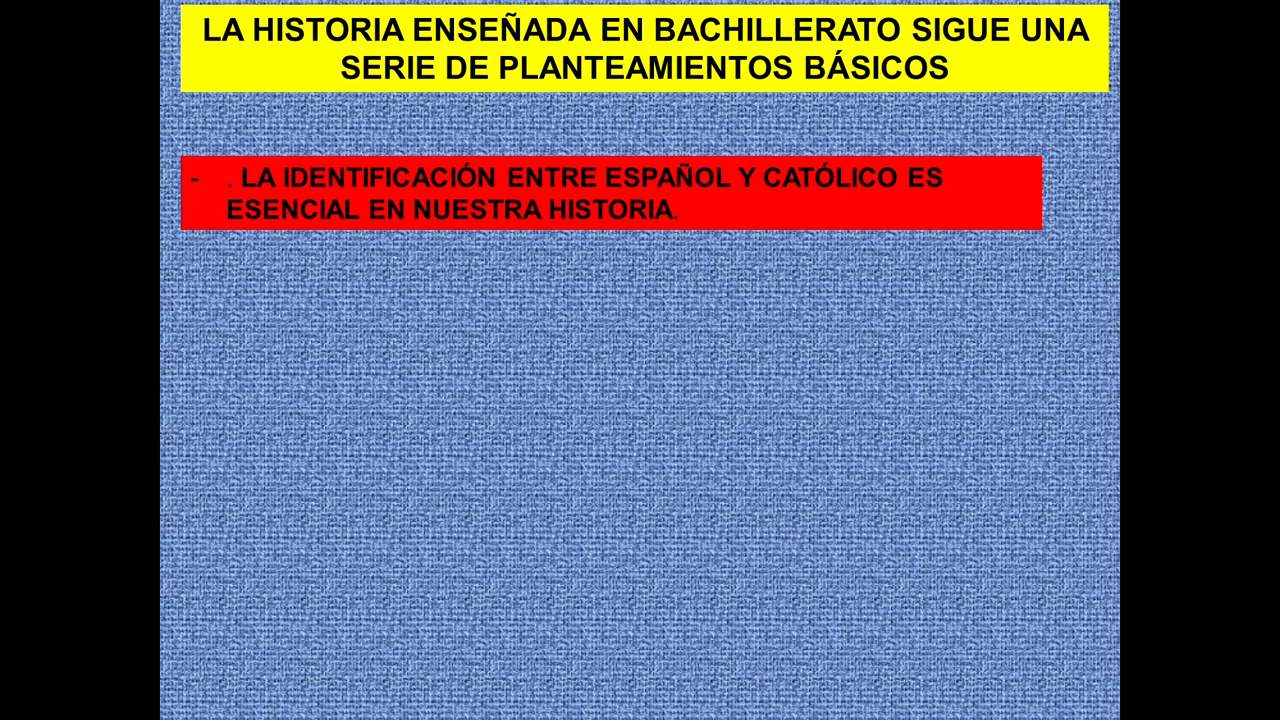 LA HISTORIA ENSEÑADA EN BACHILLERATO SIGUE UNA
SERIE DE PLANTEAMIENTOS BÁSICOS
- . LA IDENTIFICACIÓN ENTRE ESPAÑOL Y CATÓLICO ES
ESENCIAL EN NUESTRA HISTORIA.